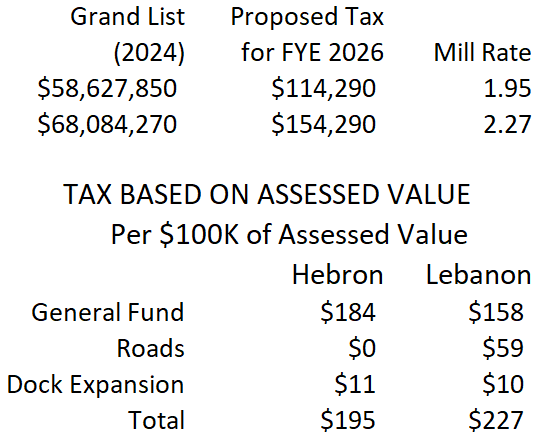 Grand List Proposed Tax
(2024) for FYE 2026 Mill Rate
$58,627,850 $114,290 1.95
$68,084,270 $154,290 2.27
TAX BASED ON ASSESSED VALUE
Per $100K of Assessed Value
Hebron Lebanon
General Fund $184 $158
Roads $0 $59
Dock Expansion $11 $10
Total $195 $227